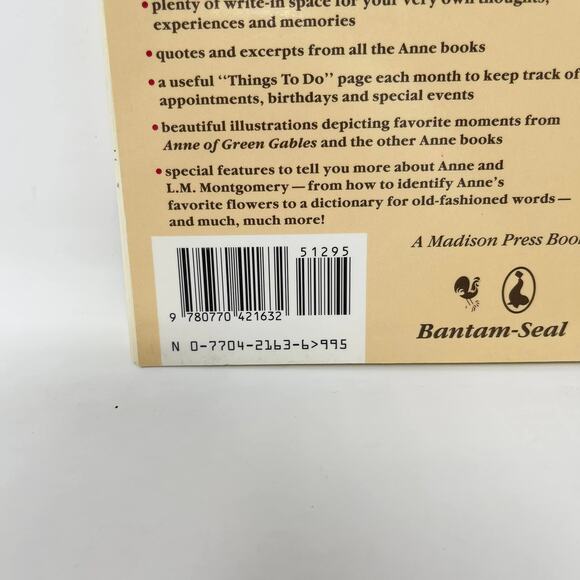 • plenty of write-in space for your very own thoughts,
experiences and memories
• quotes and excerpts from all the Anne books
• a useful “Things To Do” page each month to keep track of
appointments, birthdays and special events
• beautiful illustrations depicting favorite moments from
Anne of Green Gables and the other Anne books
• special features to tell you more about Anne and
L.M. Montgomery — from how to identify Anne's
favorite flowers to a dictionary for old-fashioned words —
and much, much more!
A Madison Press Boo
51295
9 780770 421632
N 0-7704-2163-6>995
Bantam-Seal